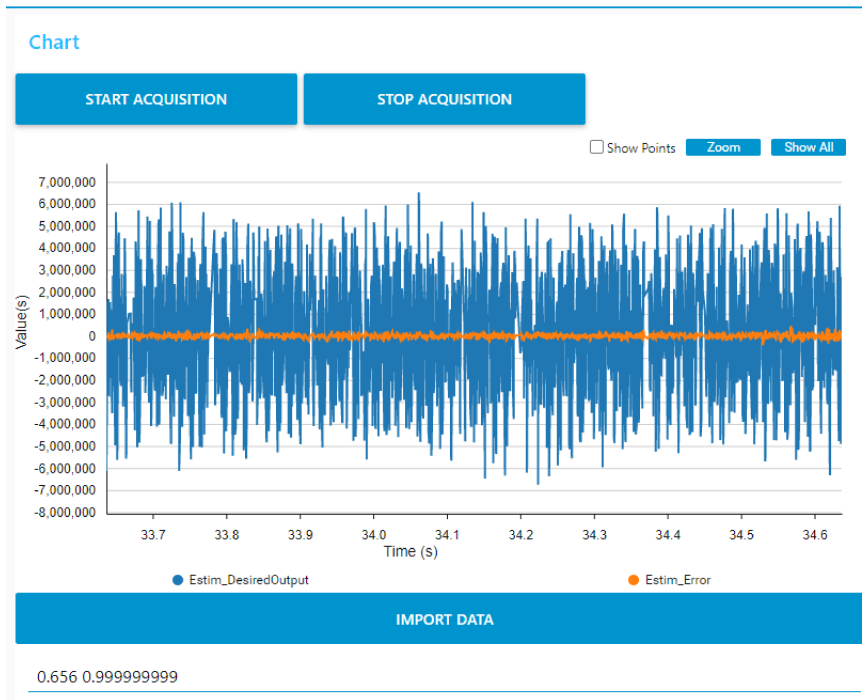 Chart
START ACQUISITION STOP ACQUISITION
Show Points Zoom Show All
7,000,000
6,000,000
5,000,000
4,000,000
3,000,000
2,000,000
1,000,000
0
-1,000,000
-2,000,000
-3,000,000
-4,000,000
-5,000,000
-6,000,000
-7,000,000
-8,000,000
Value(s)
33.7 33.8 33.9 34.0 34.1 34.2 34.3 34.4 34.5 34.6
Time (s)
Estim_DesiredOutput Estim_Error
IMPORT DATA
0.656 0.999999999